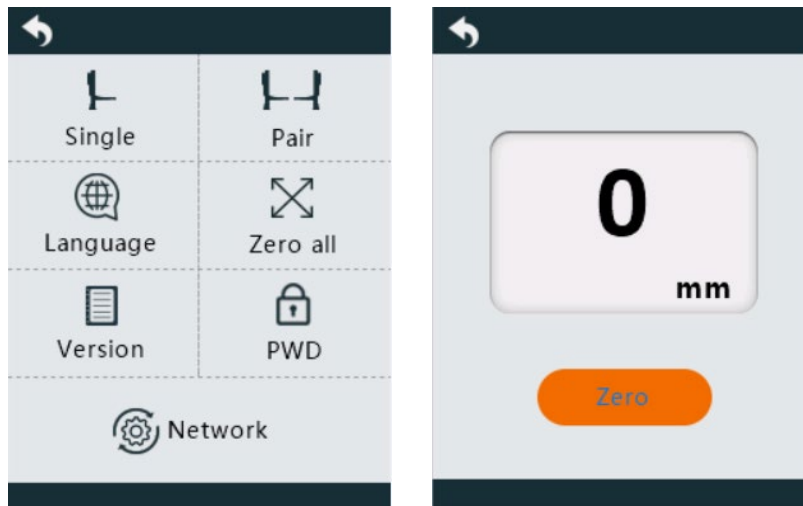 Single
Pair
Language
Zero all
Version
PWD
Network
0
mm
Zero